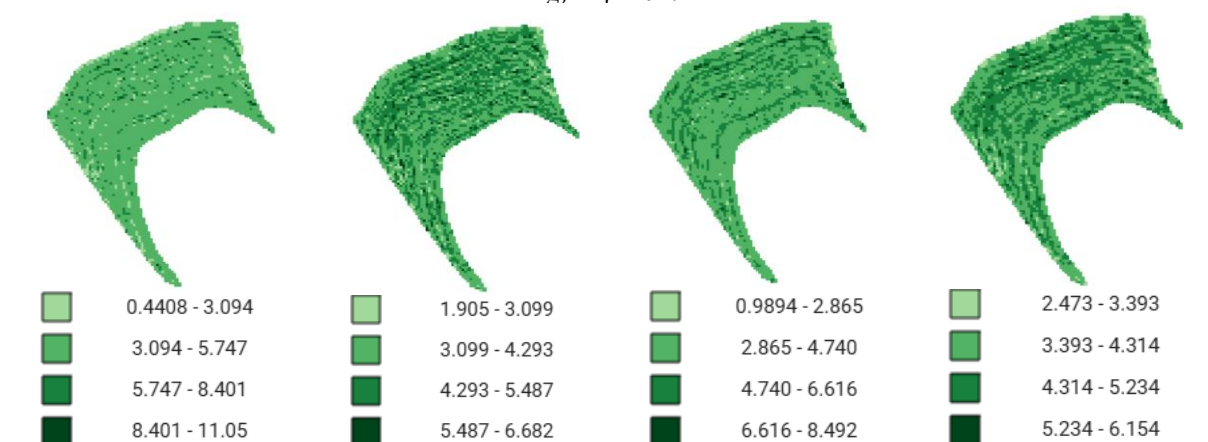 0.4408 - 3.094
3.094 - 5.747
5.747 - 8.401
8.401 - 11.05
1.905 - 3.099
3.099 - 4.293
4.293 - 5.487
5.487 - 6.682
0.9894 - 2.865
2.865 - 4.740
4.740 - 6.616
6.616 - 8.492
2.473 - 3.393
3.393 - 4.314
4.314 - 5.234
5.234 - 6.154